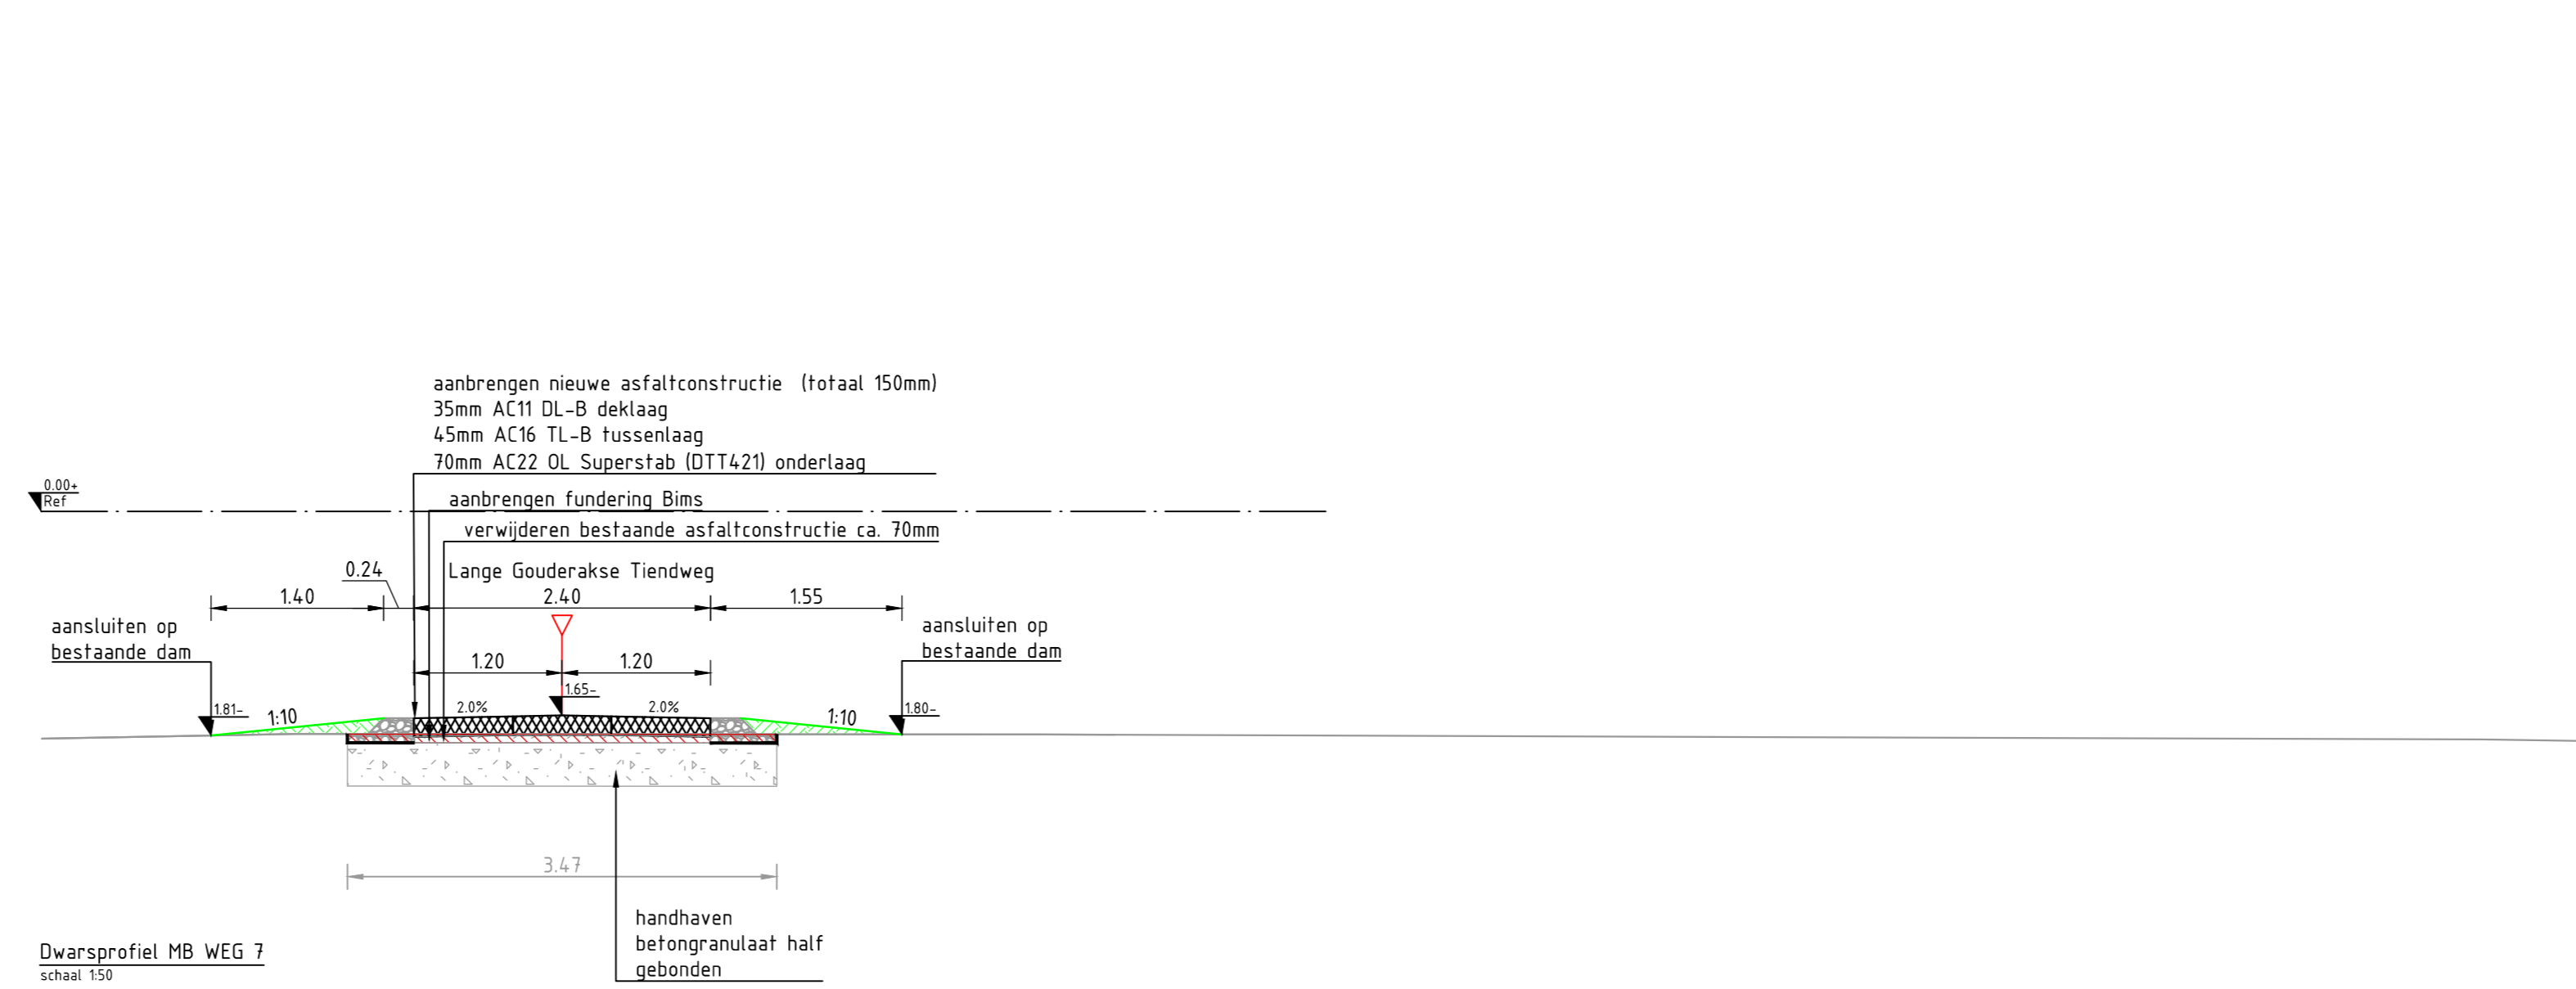 aanbrengen nieuwe asfaltconstructie (totaal 150mm)
35mm AC11 DL-B deklaag
45mm AC16 TL-B tussenlaag
70mm AC22 OL Superstab (DTT421) onderlaag
0.00+
Ref
aanbrengen fundering Bims
verwijderen bestaande asfaltconstructie ca. 70mm
0.24
Lange Gouderakse Tiendweg
1.40
2.40
1.55
aansluiten op
bestaande dam
aansluiten op
bestaande dam
1.20
1.20
1.65-
1.81-
1:10
2.0%
2.0%
1:10
1.80-
3.47
handhaven
betongranulaat half
gebonden
Dwarsprofiel MB WEG 7
schaal 1:50